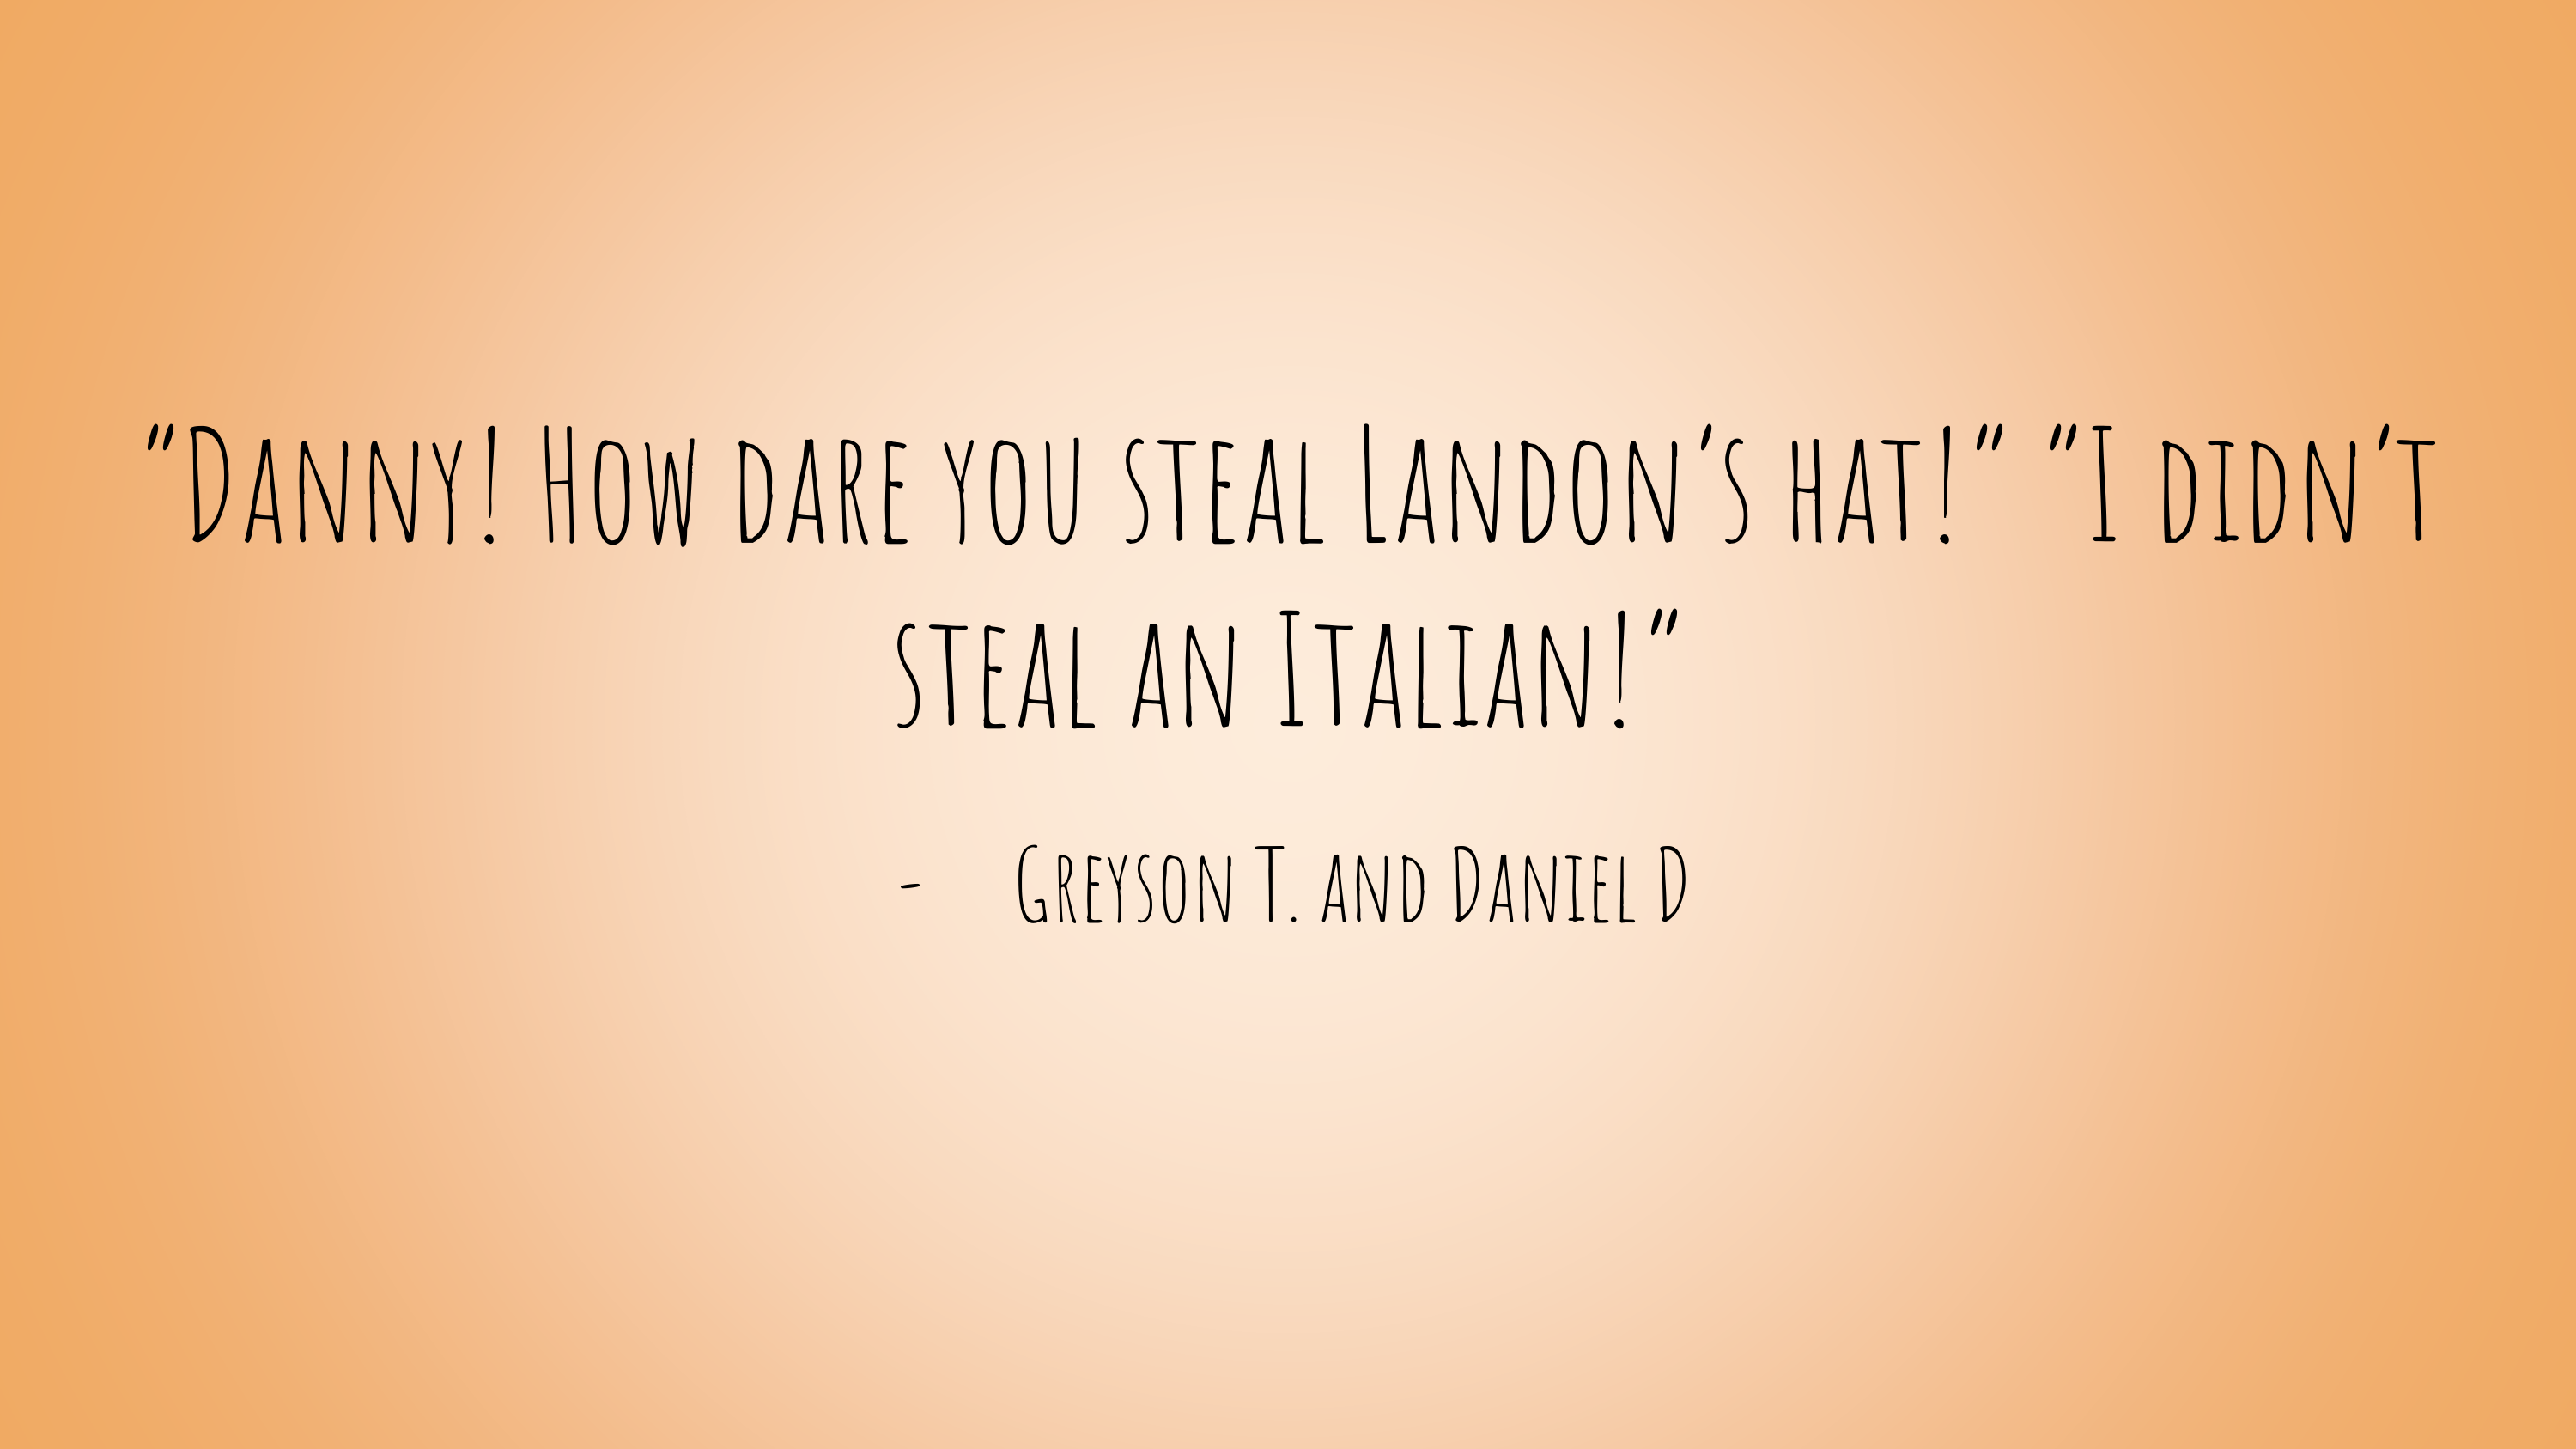 “Danny! How dare you steal Landon’s hat!” “I didn’t
steal an Italian!”
- Greyson T. and Daniel D